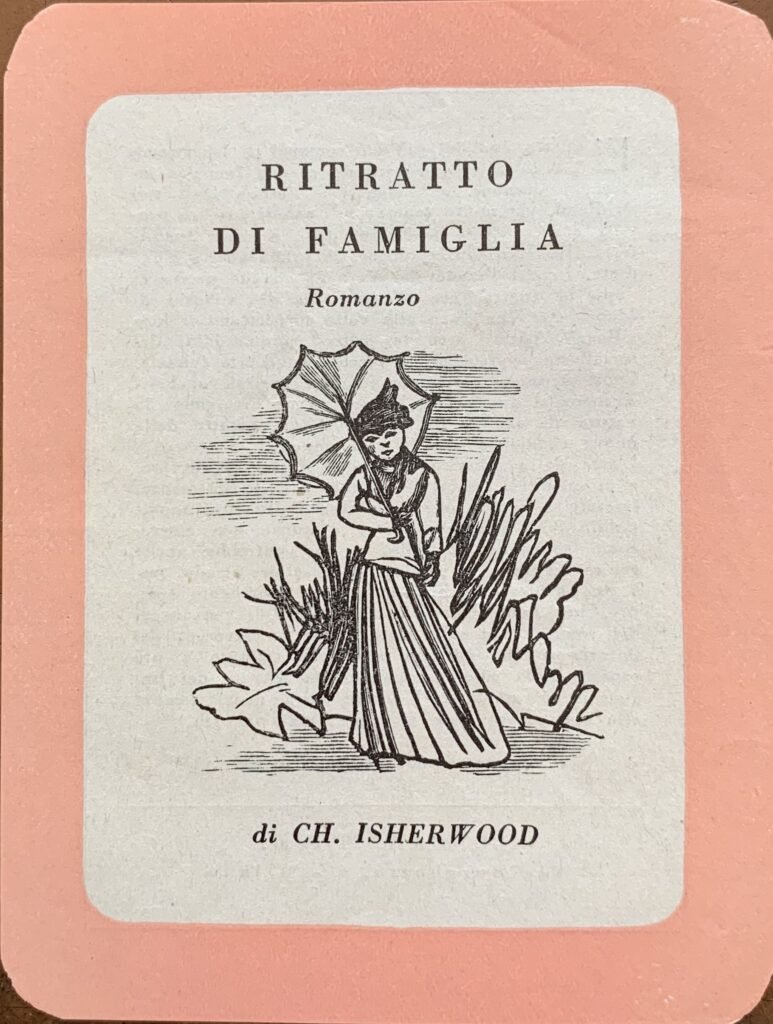 RITRATTO
DI FAMIGLIA
Romanzo
di CH. ISHERWOOD